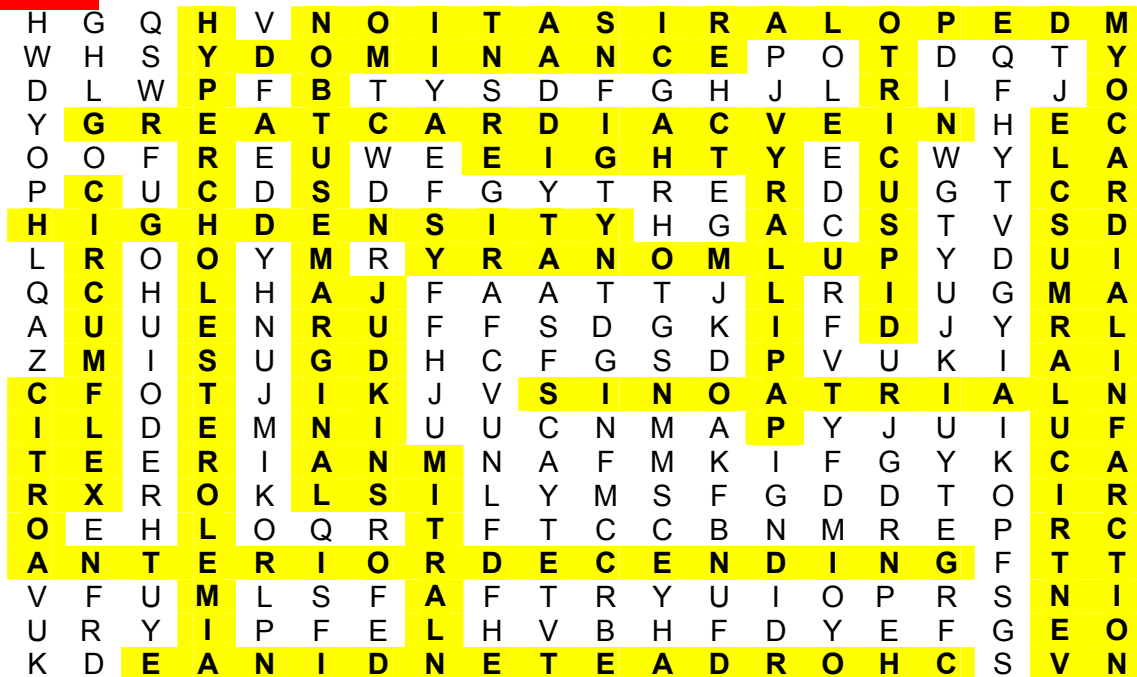 H G Q H V N O I T A S I R A L O P E D M
W H S Y D O M I N A N C E P O T D Q T Y
D L W P F B T Y S D F G H J L R I F J O
Y G R E A T C A R D I A C V E I N H E C
O O F R E U W E E I G H T Y E C W Y L A
P C U C D S D F G Y T R E R D U G T C R
H I G H D E N S I T Y H G A C S T V S D
L R O O Y M R Y R A N O M L U P Y D U I
Q C H L H A J F A A T T J L R I U G M A
A U U E N R U F F S D G K I F D J Y R L
Z M I S U G D H C F G S D P V U K I A I
C F O T J I K J V S I N O A T R I A L N
I L D E M N I U U C N M A P Y J U I U F
T E E R I A N M N A F M K I F G Y K C A
R X R O K L S I L Y M S F G D D T O I R
O E H L O Q R T F T C C B N M R E P R C
A N T E R I O R D E C E N D I N G F T T
V F U M L S F A F T R Y U I O P R S N I
U R Y I P F E L H V B H F D Y E F G E O
K D E A N I D N E T E A D R O H C S V N